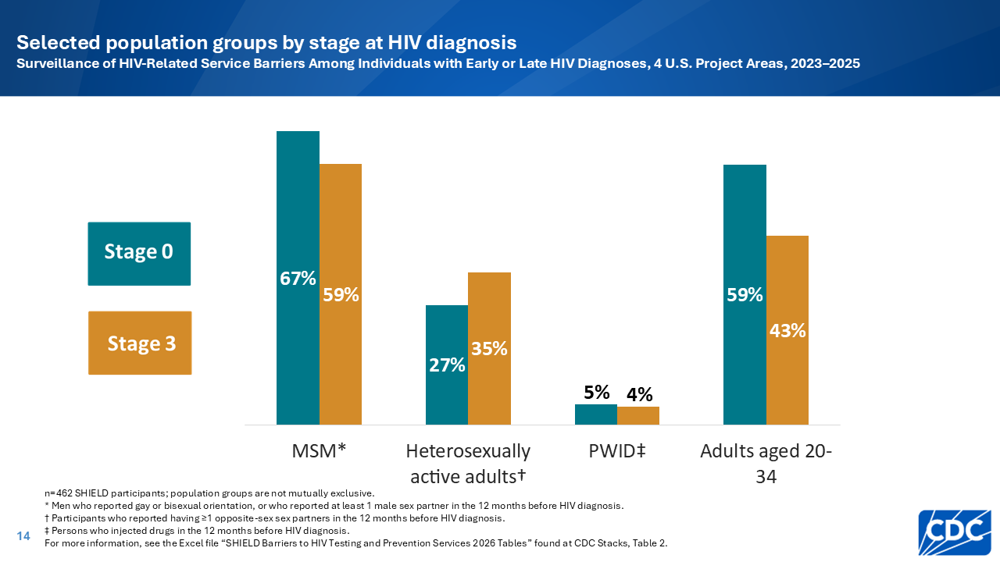 Selected population groups by stage at HIV diagnosis
Surveillance of HIV-Related Service Barriers Among Individuals with Early or Late HIV Diagnoses, 4 U.S. Project Areas, 2023–2025
Stage 0
Stage 3
67%
59%
27%
35%
5%
4%
59%
43%
MSM*
Heterosexually
active adults†
PWID‡
Adults aged 20-
34
n=462 SHIELD participants; population groups are not mutually exclusive.
* Men who reported gay or bisexual orientation, or who reported at least 1 male sex partner in the 12 months before HIV diagnosis.
† Participants who reported having ≥1 opposite-sex sex partners in the 12 months before HIV diagnosis.
‡ Persons who injected drugs in the 12 months before HIV diagnosis.
For more information, see the Excel file “SHIELD Barriers to HIV Testing and Prevention Services 2026 Tables” found at CDC Stacks, Table 2.
14
CDC